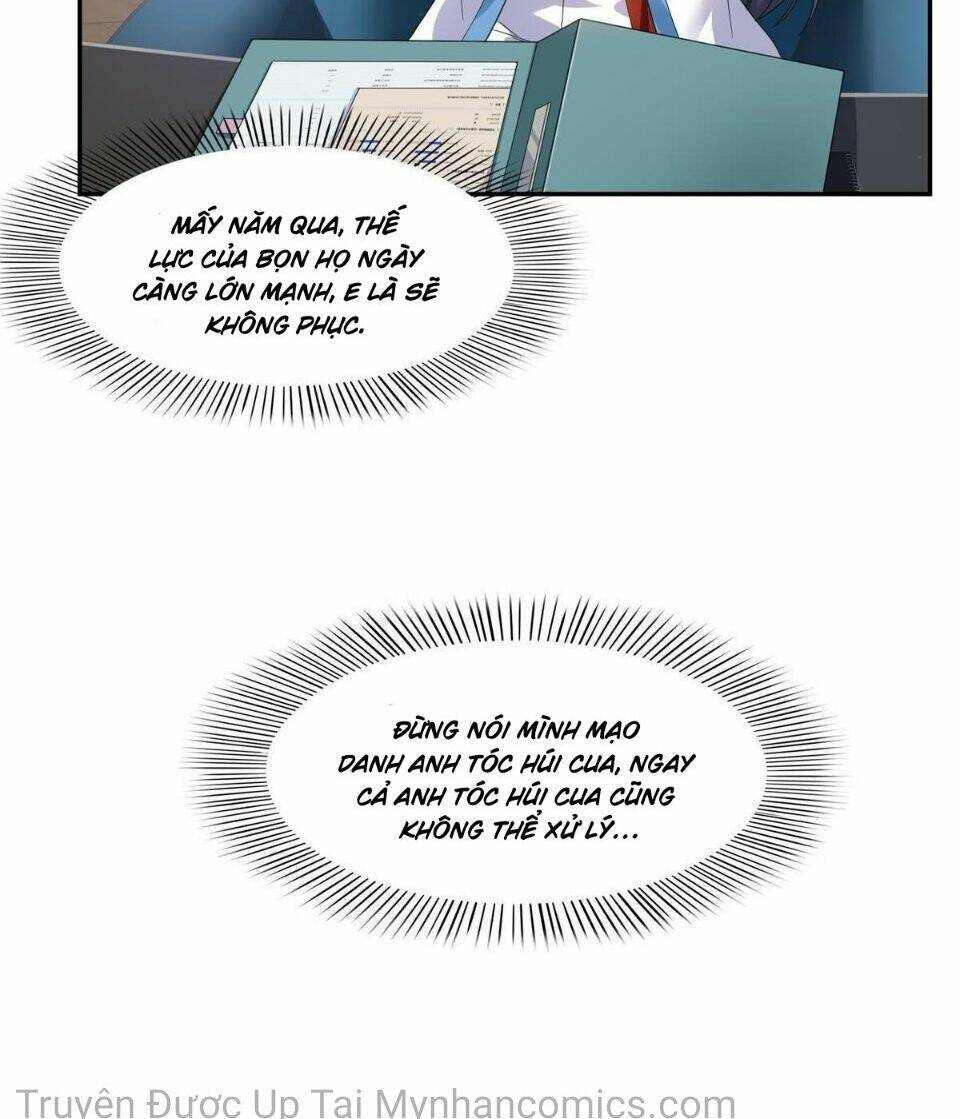 MẤY NĂM QUA, THẾ
LỰC CỦA BỌN HỌ NGÀY
CÀNG LỚN MẠNH, E LÀ SẼ
KHÔNG PHỤC.
ĐỪNG NÓI MÌNH MẠO
DANH ANH TÓC HÚI CUA, NGAY
CẢ ANH TÓC HÚI CUA CŨNG
KHÔNG THỂ XỬ LÝ...
Truyện Được Up Tại Mynhancomics.com